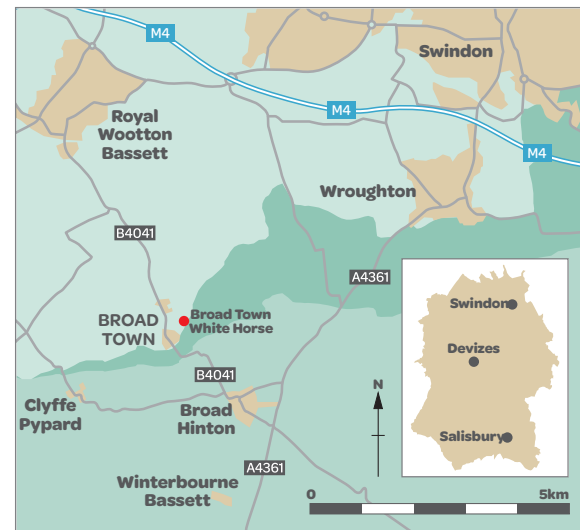 M4
Swindon
Royal
Wootton
Bassett
M4
M4
Wroughton
B4041
A4361
Broad Town
White Horse
BROAD
TOWN
B4041
Clyffe
Pypard
Broad
Hinton
A4361
Winterbourne
Bassett
Swindon
Devizes
Salisbury
N
0 5km